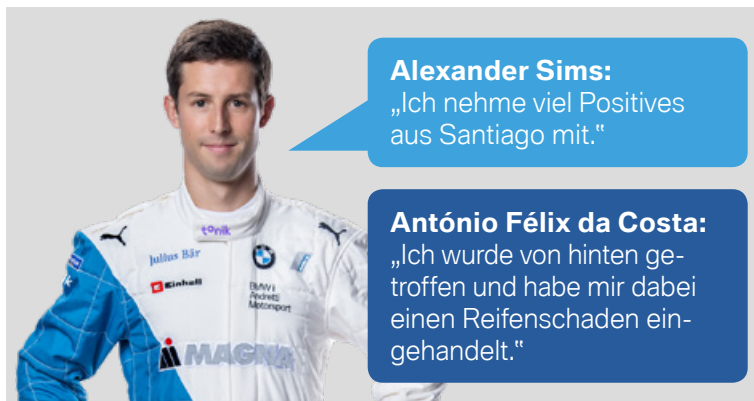 Alexander Sims:
„Ich nehme viel Positives
aus Santiago mit.“
António Félix da Costa:
„Ich wurde von hinten ge-
troffen und habe mir dabei
einen Reifenschaden ein-
gehandelt.“
tonik
Julius Bär
BMW
Einhell
BMW i
Andretti
Motorsport
MAGNA